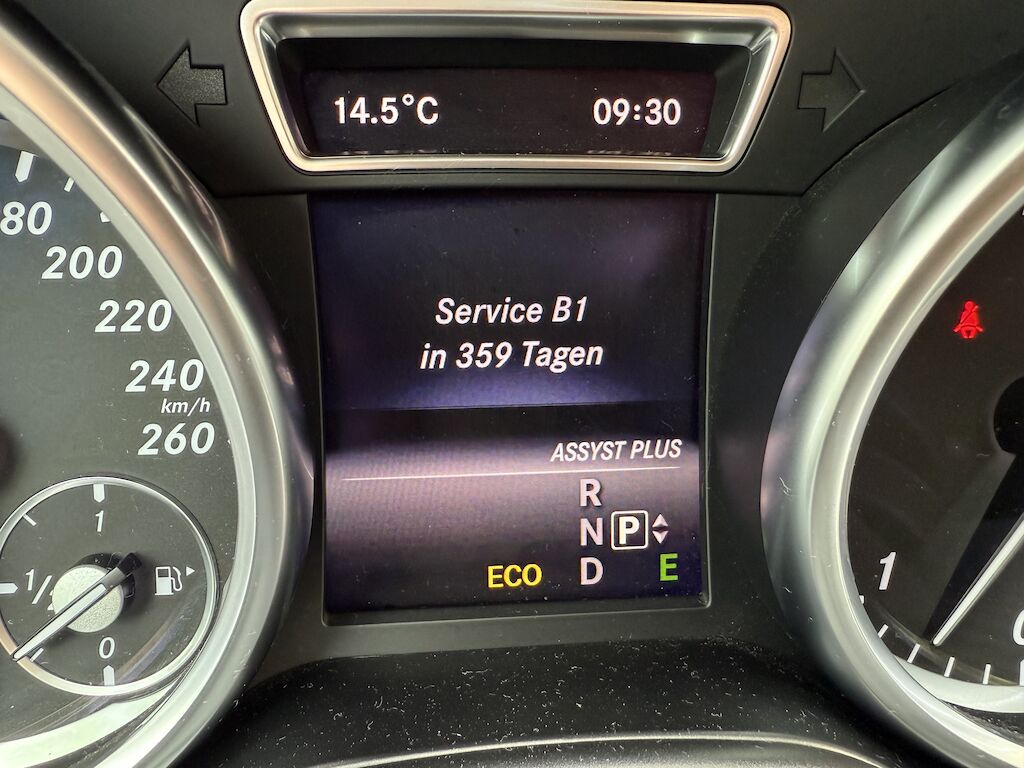 14.5°C 09:30
80
200
220
240
km/h
260
Service B1
in 359 Tagen
ASSYST PLUS
R
N P
ECO D E
1
1/2
0
1